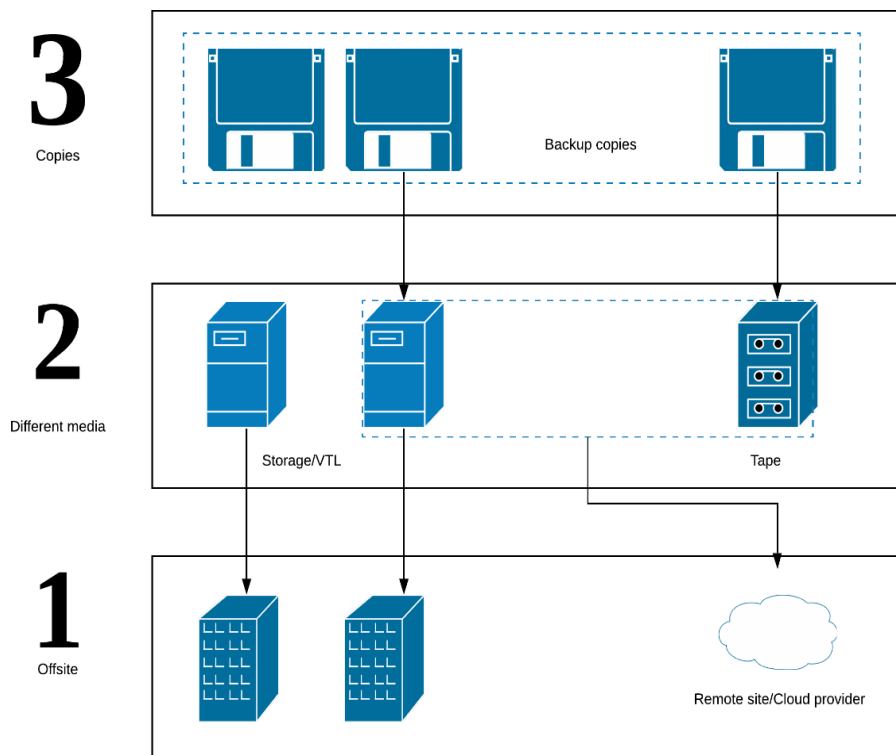 3
Copies
Backup copies
2
Different media
Storage/VTL
Tape
1
Offsite
Remote site/Cloud provider